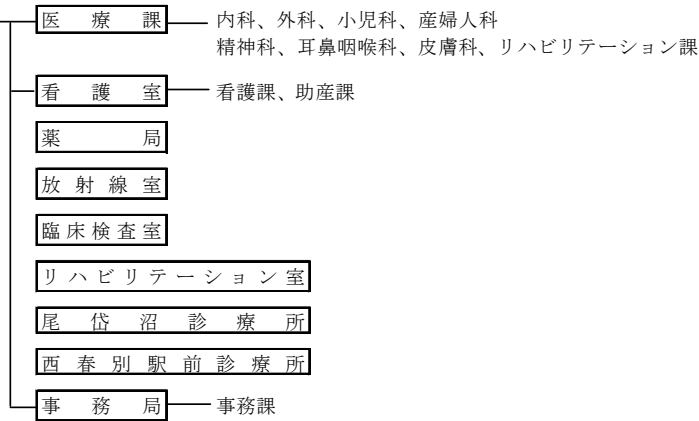 医療課 内科、外科、小児科、産婦人科
精神科、耳鼻咽喉科、皮膚科、リハビリテーション課
看護室 看護課、助産課
薬局
放射線室
臨床検査室
リハビリテーション室
尾岱沼診療所
西春別駅前診療所
事務局 事務課